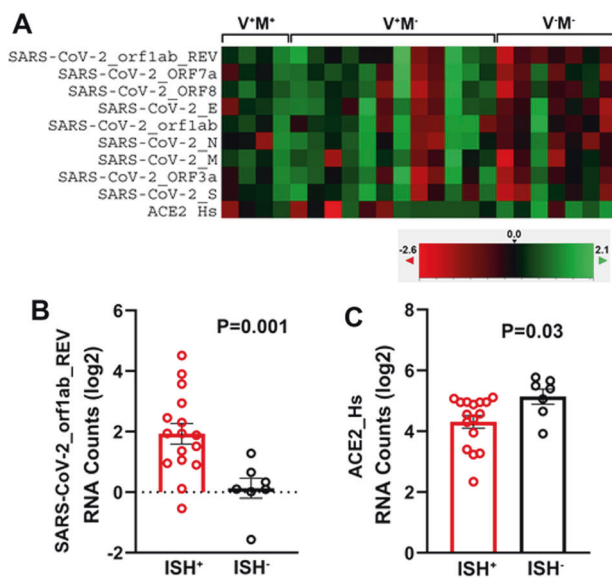 A
V⁺M⁺ V⁺M⁻ V⁻M⁻
SARS-CoV-2_orf1ab_REV
SARS-CoV-2_ORF7a
SARS-CoV-2_ORF8
SARS-CoV-2_E
SARS-CoV-2_orf1ab
SARS-CoV-2_N
SARS-CoV-2_M
SARS-CoV-2_ORF3a
SARS-CoV-2_S
ACE2_Hs
0.0
-2.6 2.1
B
P=0.001
SARS-CoV-2_orf1ab_REV
RNA Counts (log2)
6
4
2
0
-2
ISH⁺ ISH⁻
C
P=0.03
ACE2_Hs
RNA Counts (log2)
8
6
4
2
0
ISH⁺ ISH⁻